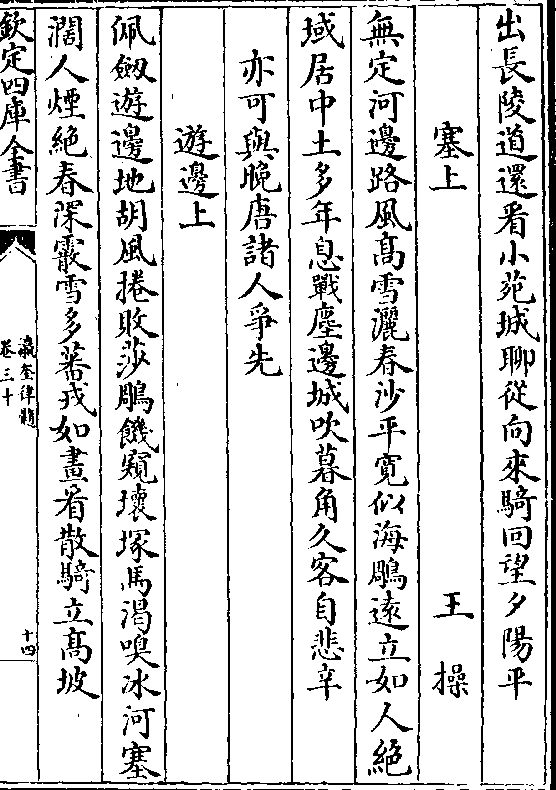 出長陵道還看小苑城聊從向來騎回望夕陽平
塞上　王操
無定河邊路風高雪灑春沙平寛似海鵰遠立如人絕
域居中土多年息戰塵邊城吹暮角久客自悲辛
亦可與晚唐諸人爭先
遊邊上
佩劒遊邊地胡風捲敗莎鵰饑窺壞塚馬渴嗅冰河塞
濶人煙絶春深霰雪多蕃戎如畫看散騎立高坡
欽定四庫全書
瀛奎律髓
卷三十
十四